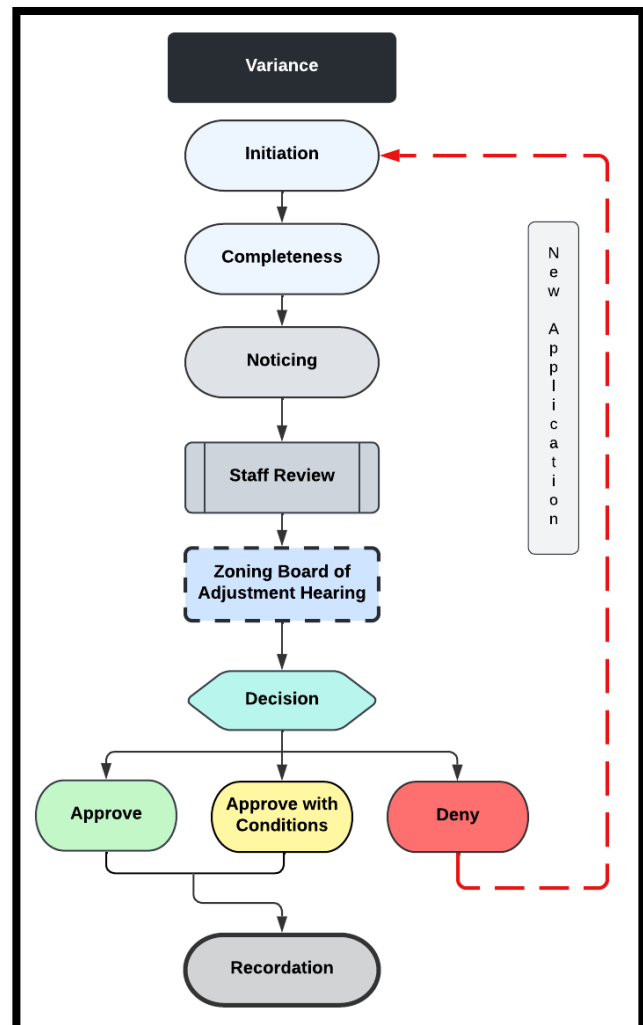 Variance
Initiation
Completeness
Noticing
Staff Review
Zoning Board of
Adjustment Hearing
Decision
Approve
Approve with
Conditions
Deny
Recordation
New Application